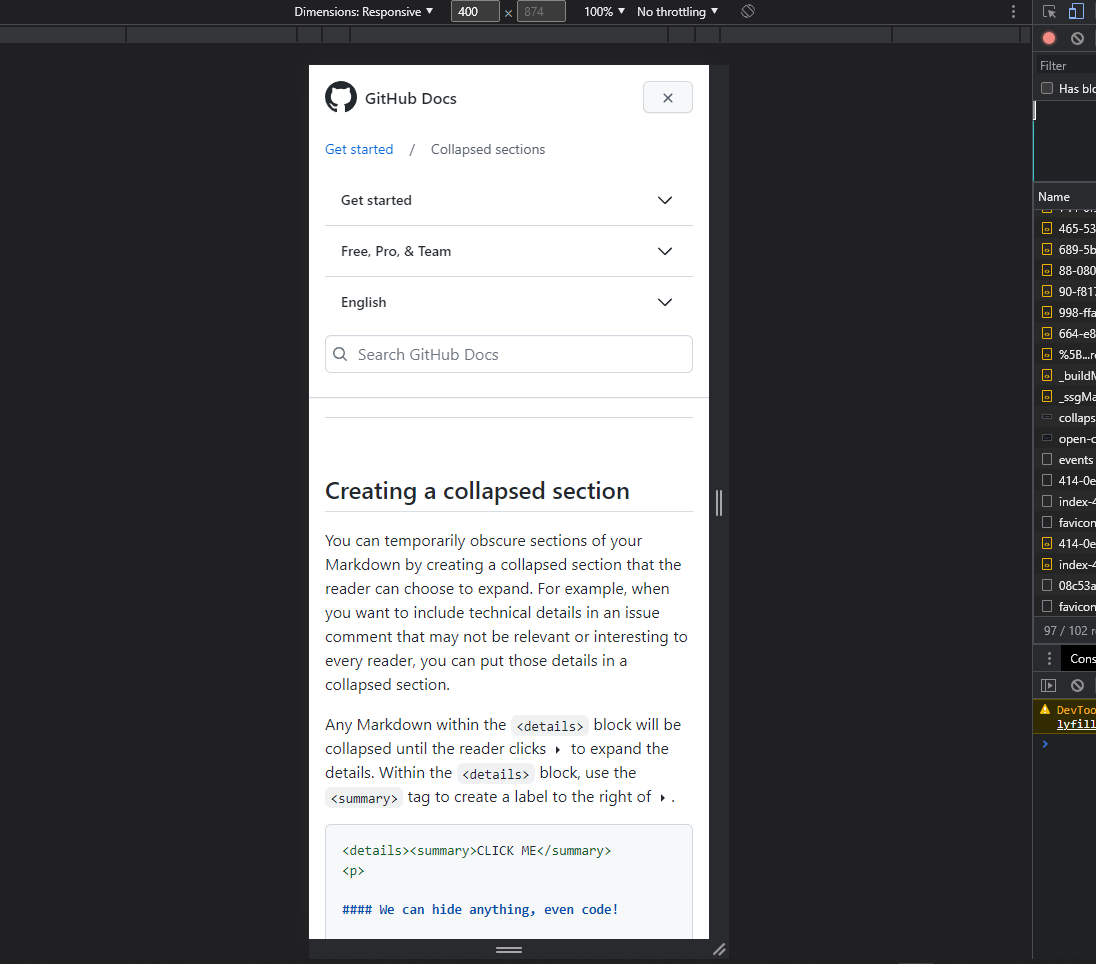 Dimensions: Responsive ▼ 400 × 874 100% ▼ No throttling ▼
GitHub Docs
Get started / Collapsed sections
Get started
Free, Pro, & Team
English
Search GitHub Docs
Creating a collapsed section
You can temporarily obscure sections of your
Markdown by creating a collapsed section that the
reader can choose to expand. For example, when
you want to include technical details in an issue
comment that may not be relevant or interesting to
every reader, you can put those details in a
collapsed section.
Any Markdown within the <details> block will be
collapsed until the reader clicks ▸ to expand the
details. Within the <details> block, use the
<summary> tag to create a label to the right of ▸ .
<details><summary>CLICK ME</summary>
<p>
#### We can hide anything, even code!
Filter
Has blo
Name
465-53
689-5b
88-080
90-f817
998-ffa
664-e8
%5B...re
_buildM
_ssgMa
collaps
open-c
events
414-0e
index-4
favicon
414-0e
index-4
08c53a
favicon
97 / 102 r
Cons
DevToo
lyfill